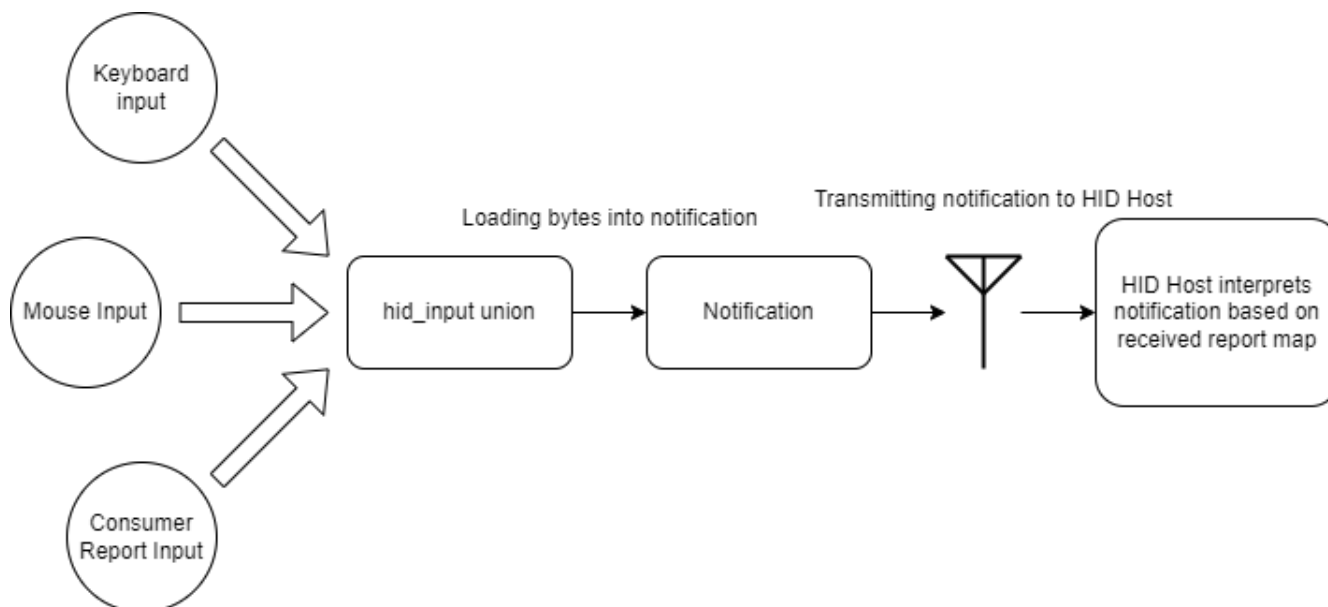 Keyboard
input
Mouse Input
Consumer
Report Input
hid_input union
Loading bytes into notification
Notification
Transmitting notification to HID Host
HID Host interprets
notification based on
received report map